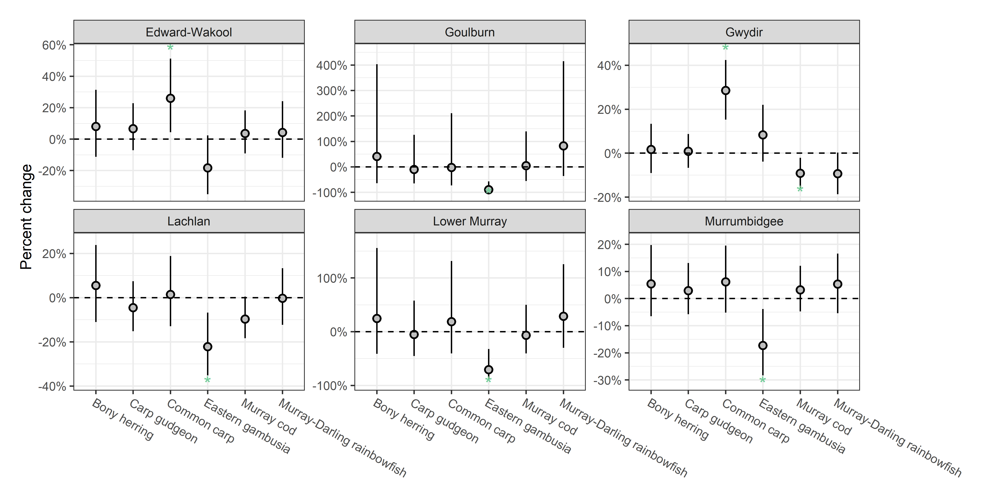 Percent change
Edward-Wakool
60%
40%
20%
0%
-20%
*
Goulburn
400%
300%
200%
100%
0%
-100%
*
Gwydir
40%
20%
0%
-20%
*
*
Lachlan
20%
0%
-20%
-40%
*
Bony herring
Carp gudgeon
Common carp
Eastern gambusia
Murray cod
Murray-Darling rainbowfish
Lower Murray
100%
0%
-100%
*
Bony herring
Carp gudgeon
Common carp
Eastern gambusia
Murray cod
Murray-Darling rainbowfish
Murrumbidgee
20%
10%
0%
-10%
-20%
-30%
*
Bony herring
Carp gudgeon
Common carp
Eastern gambusia
Murray cod
Murray-Darling rainbowfish